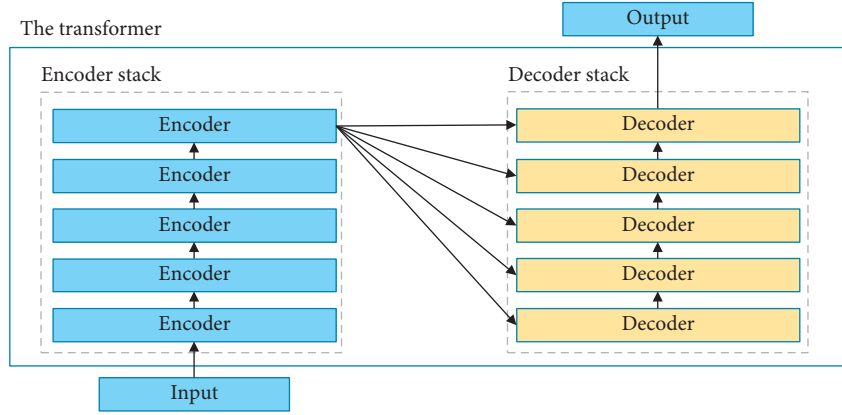 Output
The transformer
Encoder stack
Encoder
Encoder
Encoder
Encoder
Encoder
Input
Decoder stack
Decoder
Decoder
Decoder
Decoder
Decoder